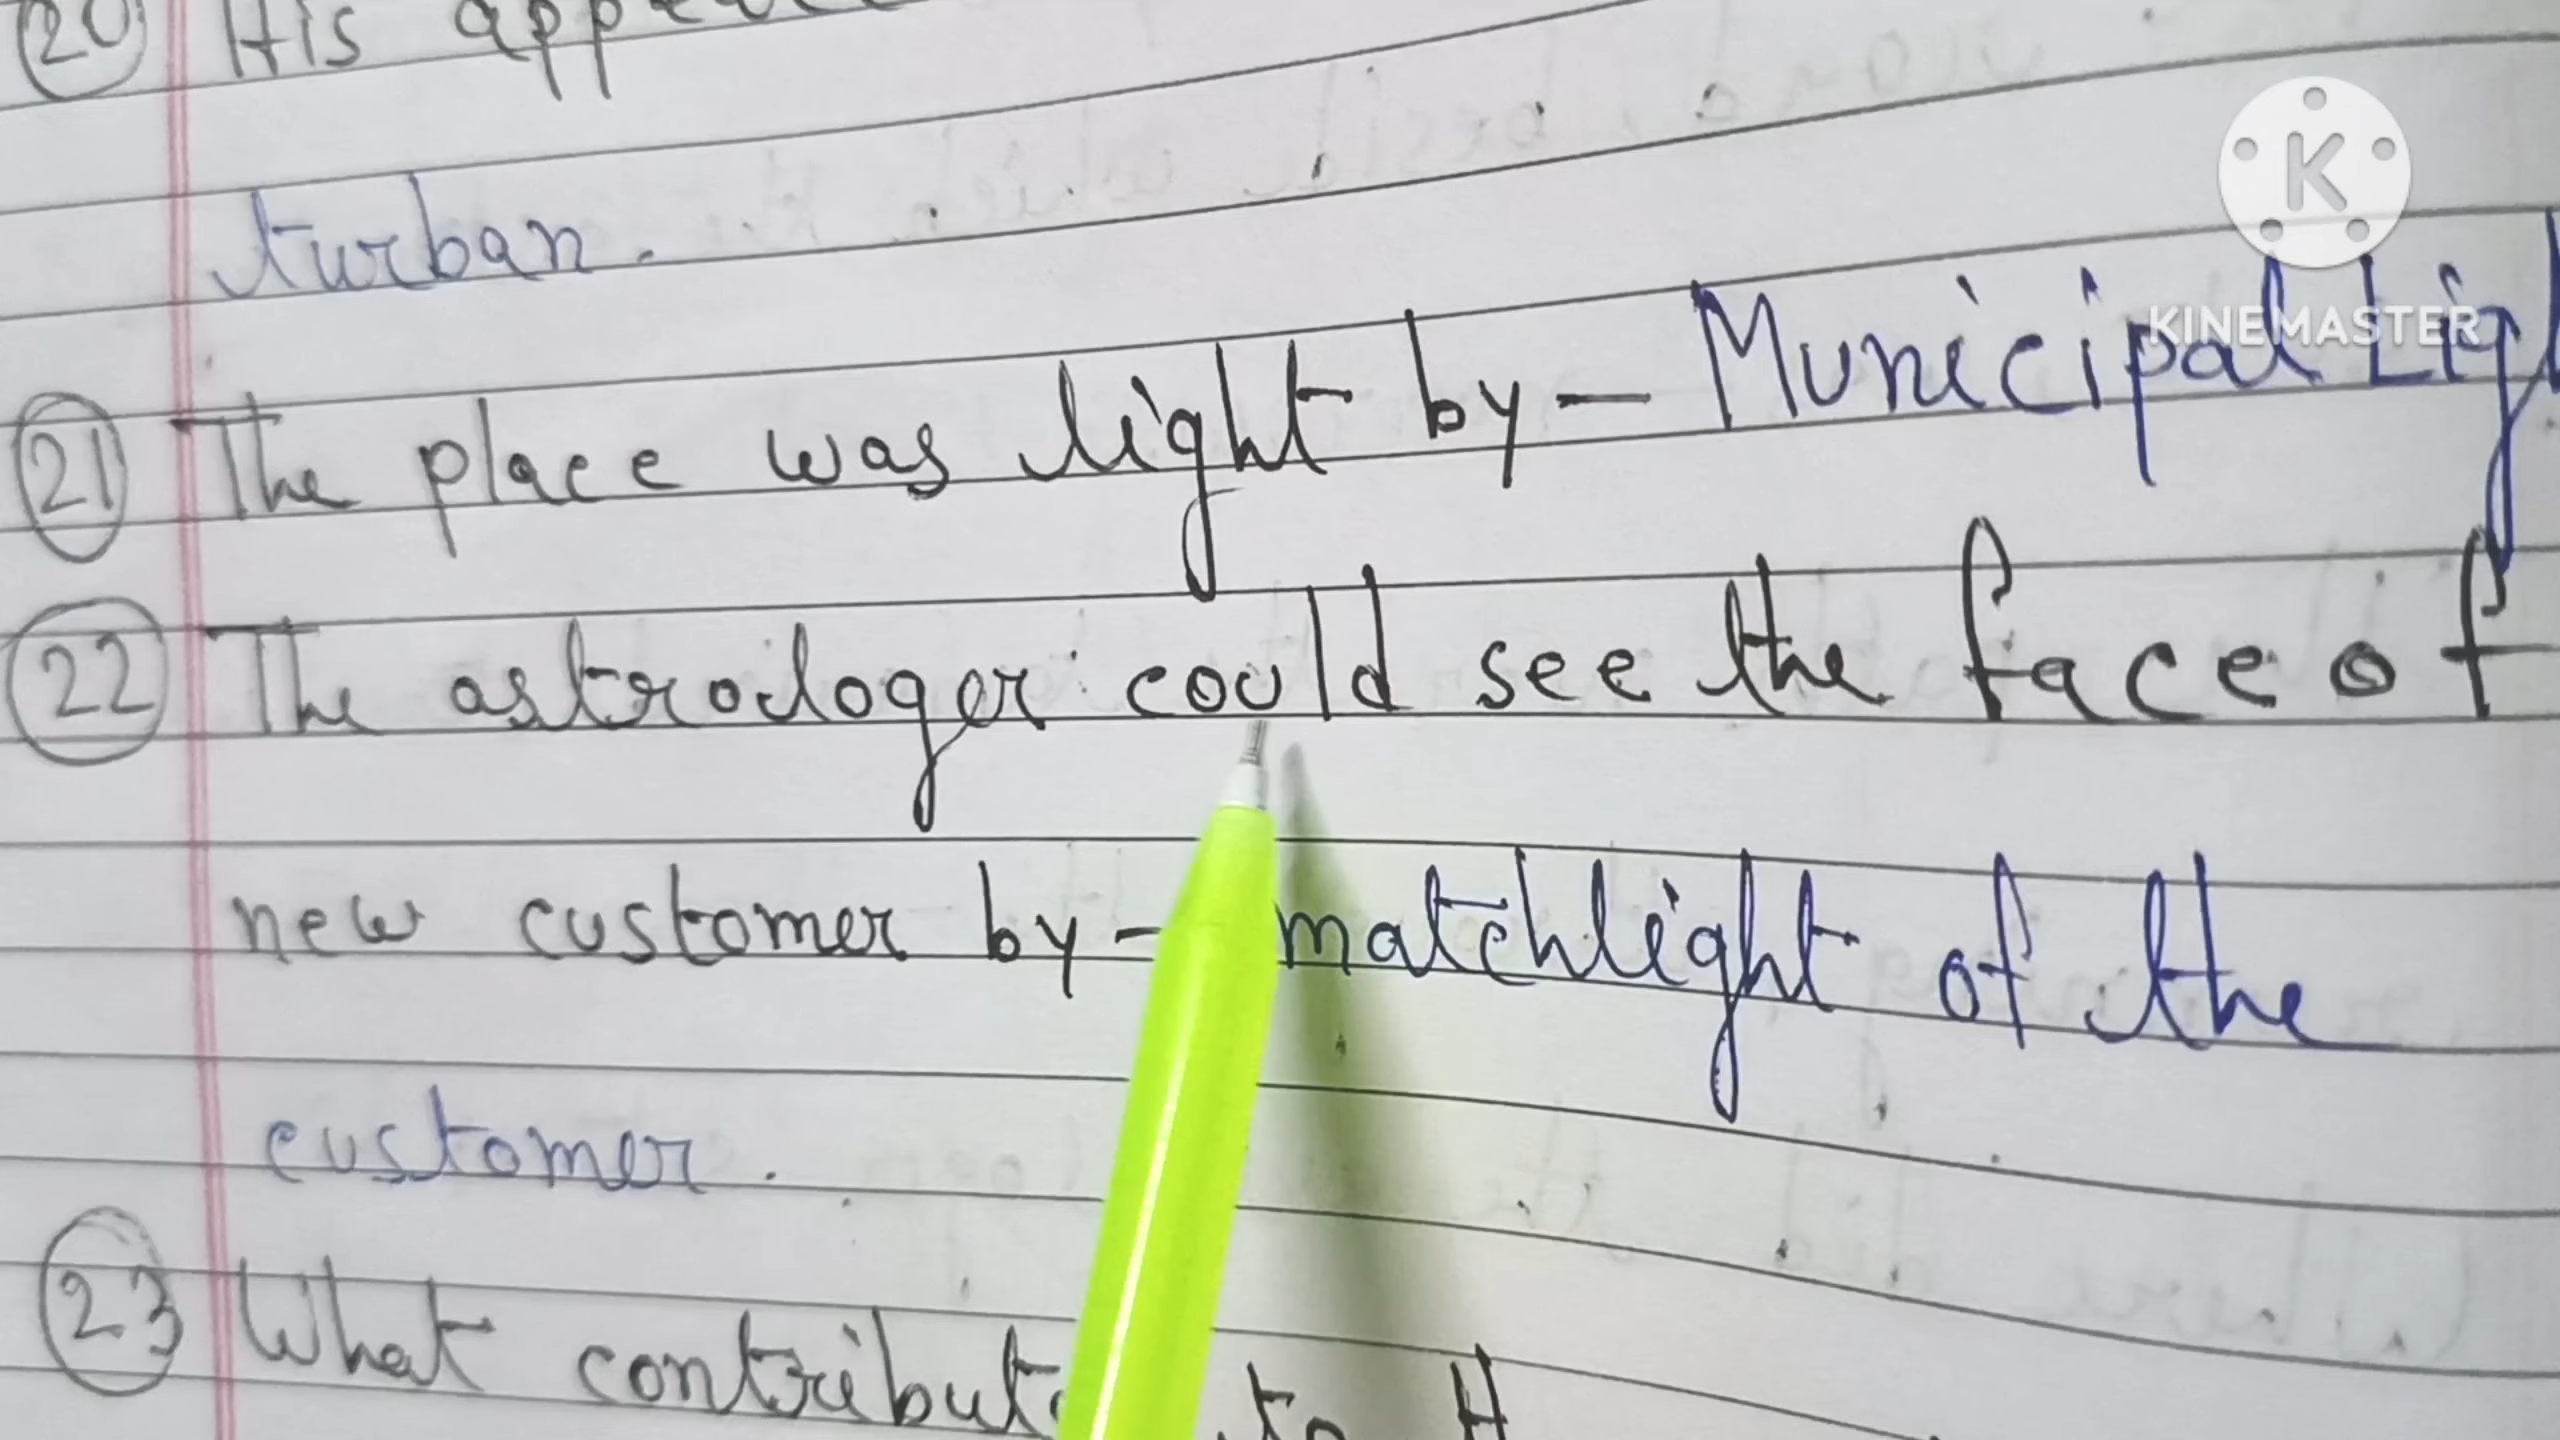 20 His
turban.
21 The place was light by - Municipal
22 The astrologer could see the face of
new customer by - matchlight of the
customer.
23 What
K
KINEMASTER